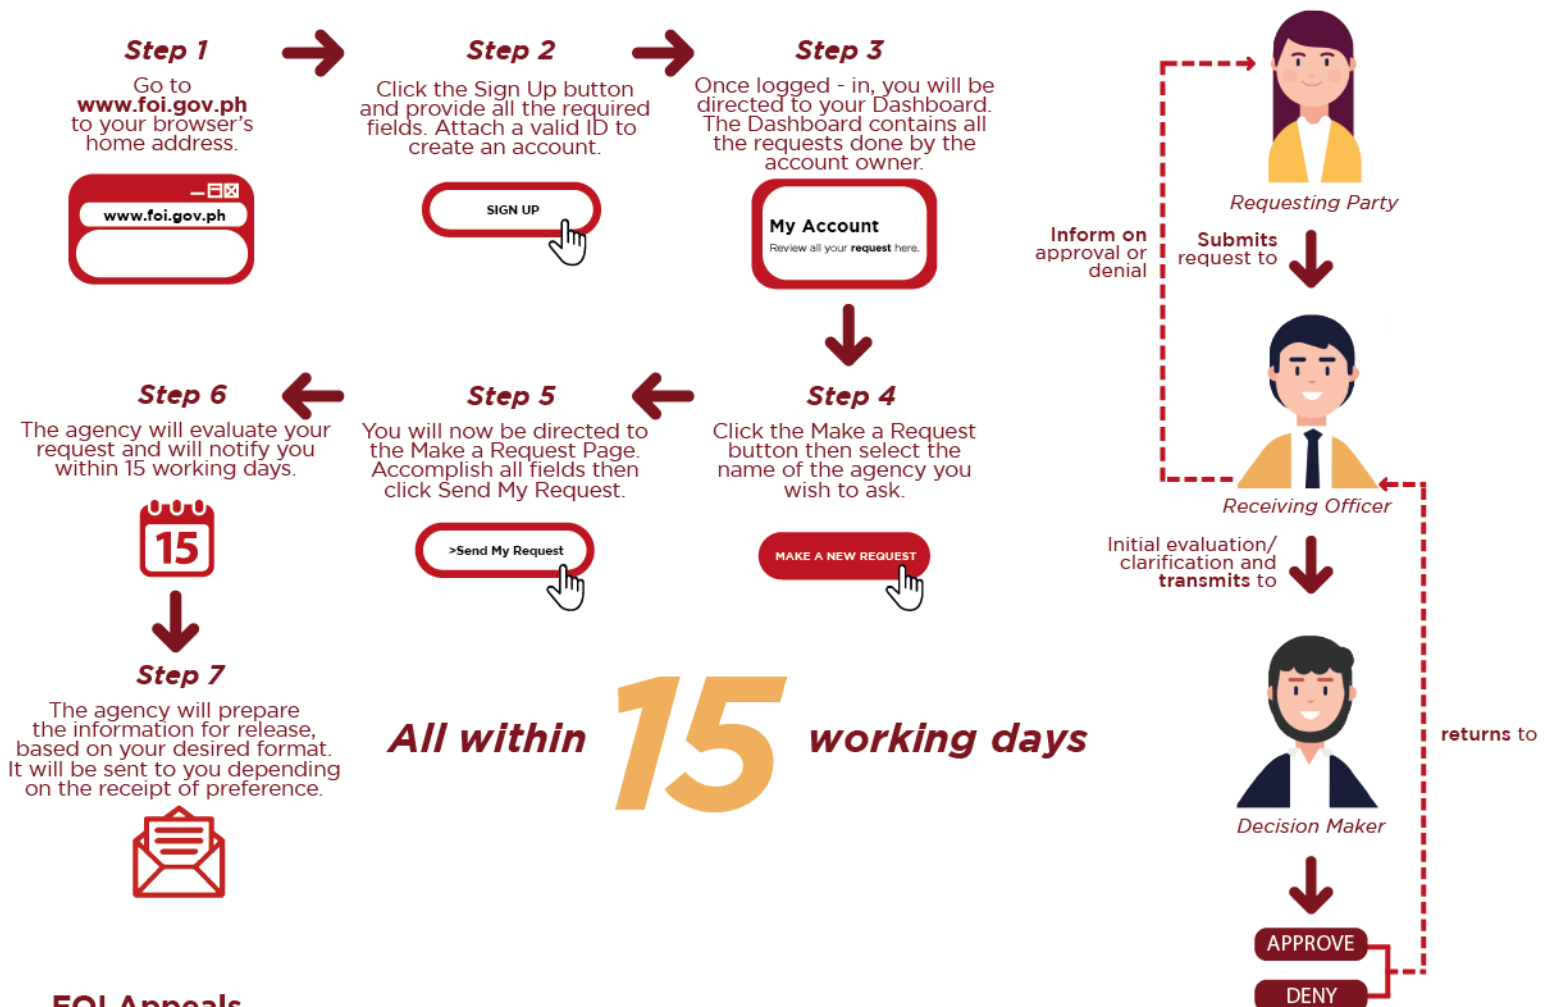 Step 1
Go to
www.foi.gov.ph
to your browser's
home address.
www.foi.gov.ph
Step 2
Click the Sign Up button
and provide all the required
fields. Attach a valid ID to
create an account.
SIGN UP
Step 3
Once logged - in, you will be
directed to your Dashboard.
The Dashboard contains all
the requests done by the
account owner.
My Account
Review all your request here.
Step 4
Click the Make a Request
button then select the
name of the agency you
wish to ask.
MAKE A NEW REQUEST
Step 5
You will now be directed to
the Make a Request Page.
Accomplish all fields then
click Send My Request.
>Send My Request
Step 6
The agency will evaluate your
request and will notify you
within 15 working days.
15
Step 7
The agency will prepare
the information for release,
based on your desired format.
It will be sent to you depending
on the receipt of preference.
All within 15 working days
Requesting Party
Inform on
approval or
denial
Submits
request to
Receiving Officer
Initial evaluation/
clarification and
transmits to
Decision Maker
returns to
APPROVE
DENY
FOI Appeals